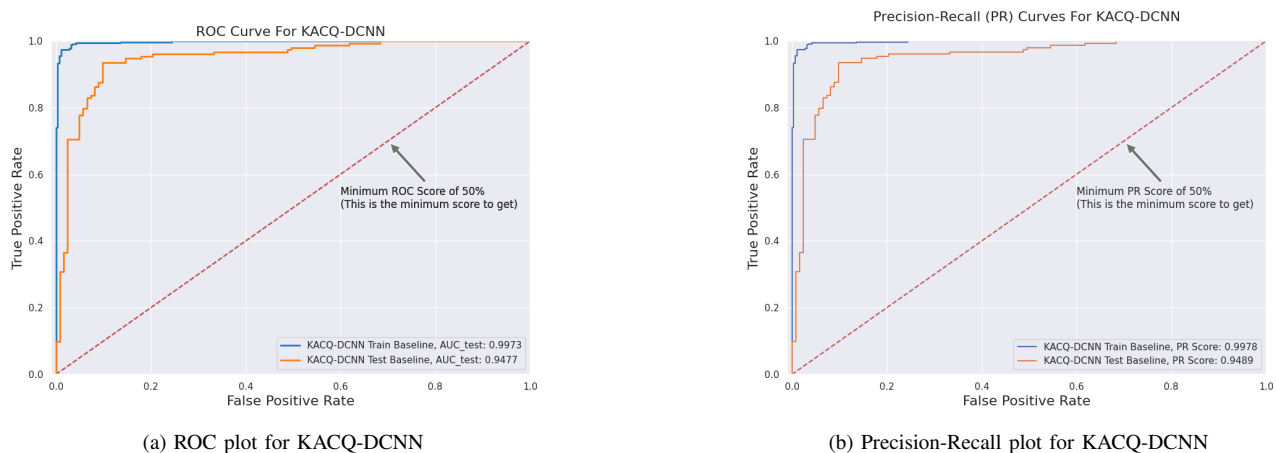 ROC Curve For KACQ-DCNN
True Positive Rate
1.0
0.8
0.6
0.4
0.2
0.0
Minimum ROC Score of 50%
(This is the minimum score to get)
KACQ-DCNN Train Baseline, AUC_test: 0.9973
KACQ-DCNN Test Baseline, AUC_test: 0.9477
0.0 0.2 0.4 0.6 0.8 1.0
False Positive Rate
(a) ROC plot for KACQ-DCNN
Precision-Recall (PR) Curves For KACQ-DCNN
True Positive Rate
1.0
0.8
0.6
0.4
0.2
0.0
Minimum PR Score of 50%
(This is the minimum score to get)
KACQ-DCNN Train Baseline, PR Score: 0.9978
KACQ-DCNN Test Baseline, PR Score: 0.9489
0.0 0.2 0.4 0.6 0.8 1.0
False Positive Rate
(b) Precision-Recall plot for KACQ-DCNN